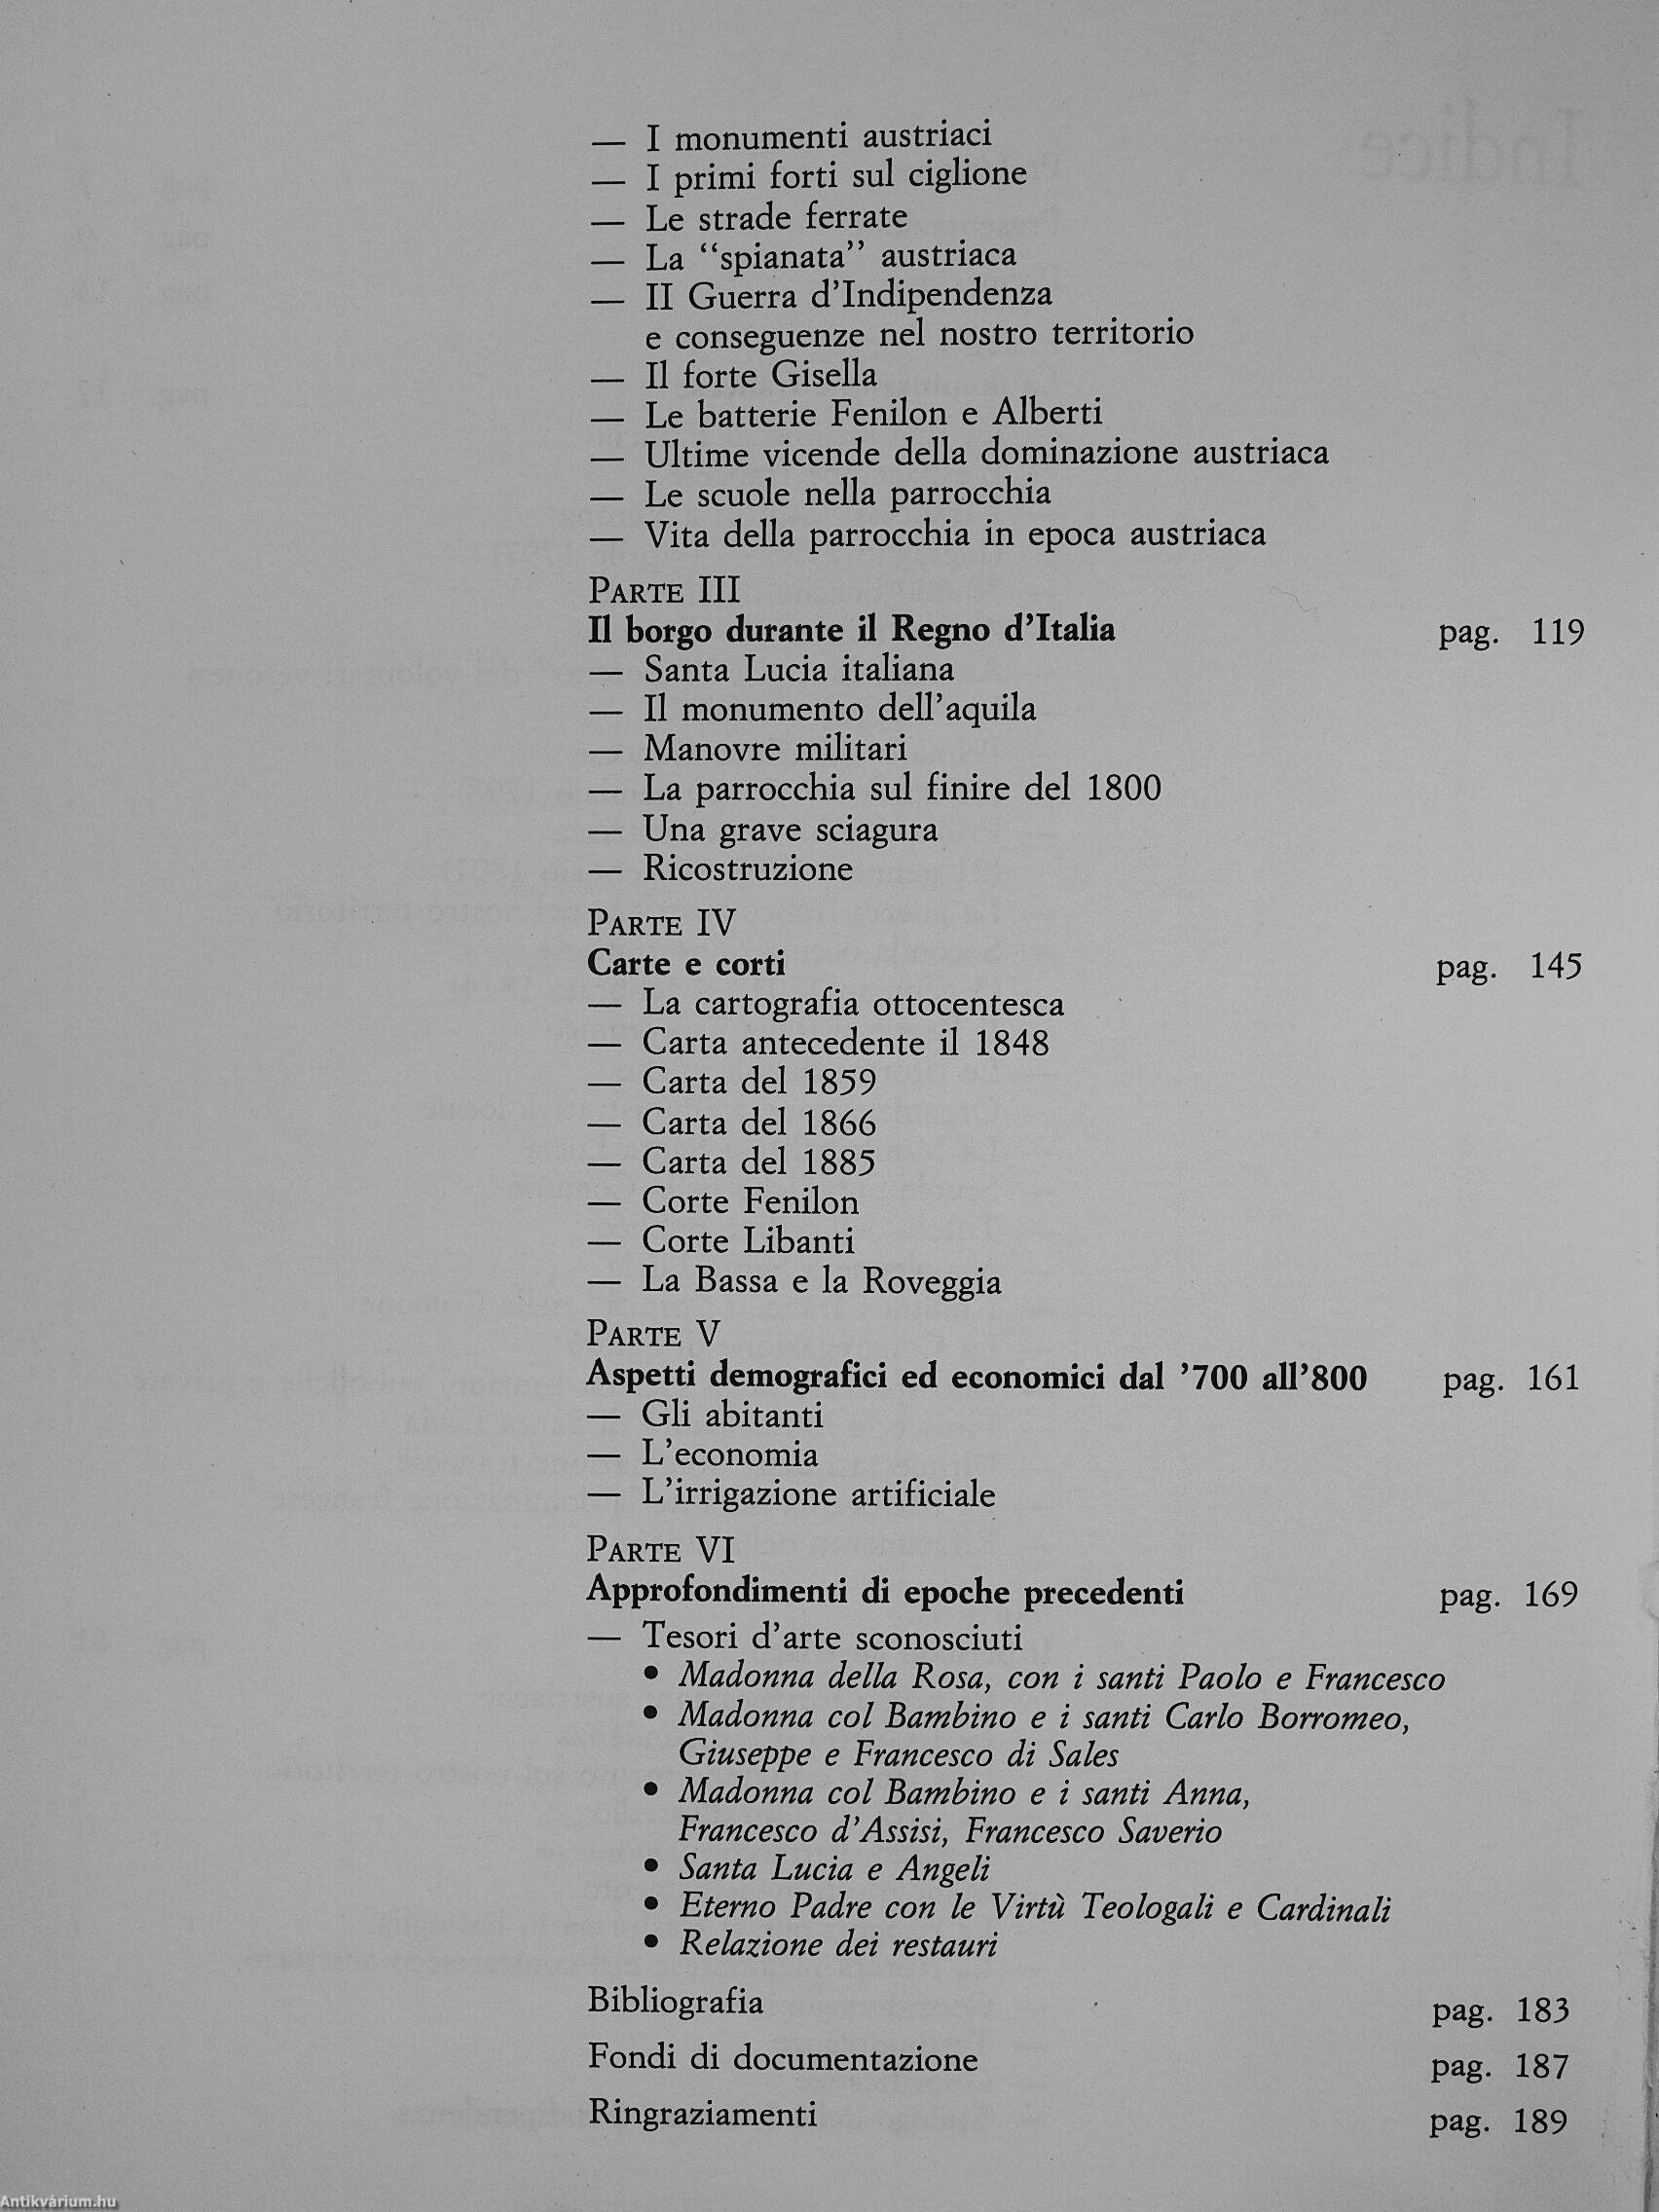 — I monumenti austriaci
— I primi forti sul ciglione
— Le strade ferrate
— La “spianata” austriaca
— II Guerra d’Indipendenza
e conseguenze nel nostro territorio
— Il forte Gisella
— Le batterie Fenilon e Alberti
— Ultime vicende della dominazione austriaca
— Le scuole nella parrocchia
— Vita della parrocchia in epoca austriaca
PARTE III
Il borgo durante il Regno d’Italia pag. 119
— Santa Lucia italiana
— Il monumento dell’aquila
— Manovre militari
— La parrocchia sul finire del 1800
— Una grave sciagura
— Ricostruzione
PARTE IV
Carte e corti pag. 145
— La cartografia ottocentesca
— Carta antecedente il 1848
— Carta del 1859
— Carta del 1866
— Carta del 1885
— Corte Fenilon
— Corte Libanti
— La Bassa e la Roveggia
PARTE V
Aspetti demografici ed economici dal ’700 all’800 pag. 161
— Gli abitanti
— L’economia
— L’irrigazione artificiale
PARTE VI
Approfondimenti di epoche precedenti pag. 169
— Tesori d’arte sconosciuti
• Madonna della Rosa, con i santi Paolo e Francesco
• Madonna col Bambino e i santi Carlo Borromeo,
Giuseppe e Francesco di Sales
• Madonna col Bambino e i santi Anna,
Francesco d’Assisi, Francesco Saverio
• Santa Lucia e Angeli
• Eterno Padre con le Virtù Teologali e Cardinali
• Relazione dei restauri
Bibliografia pag. 183
Fondi di documentazione pag. 187
Ringraziamenti pag. 189
Antikvárium.hu